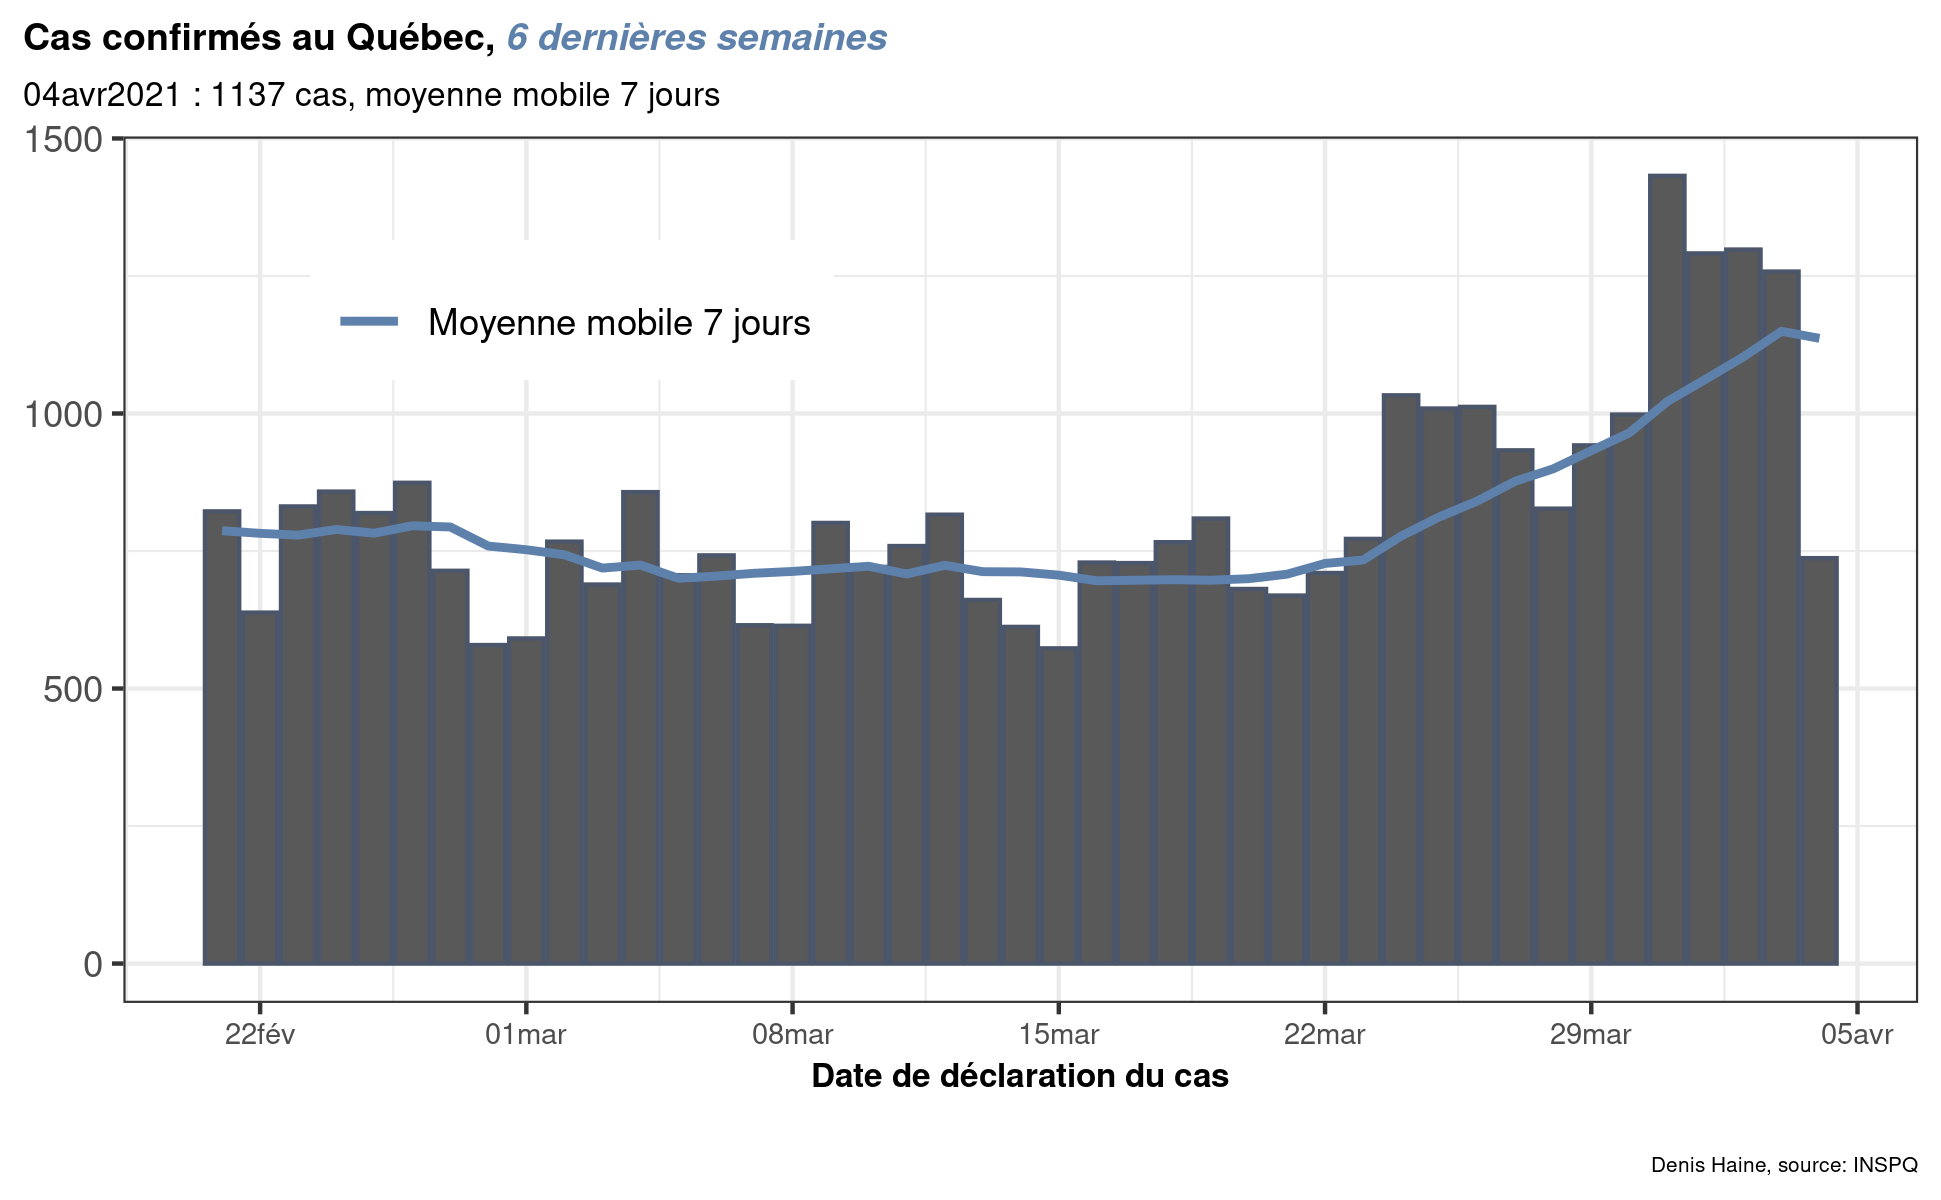 Cas confirmés au Québec, 6 dernières semaines
04avr2021 : 1137 cas, moyenne mobile 7 jours
1500
1000
500
0
Moyenne mobile 7 jours
22fév 01mar 08mar 15mar 22mar 29mar 05avr
Date de déclaration du cas
Denis Haine, source: INSPQ